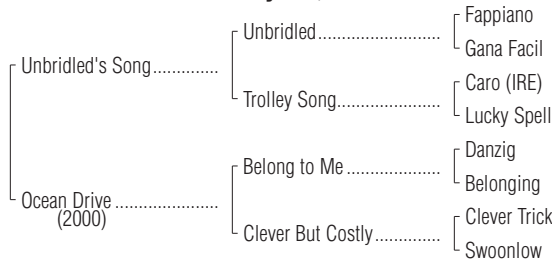 Fappiano
Unbridled..................
Gana Facil
Unbridled's Song.............
Caro (IRE)
Trolley Song....................
Lucky Spell
Danzig
Belong to Me ..................
Belonging
Ocean Drive ....................
(2000)
Clever Trick
Clever But Costly...............
Swoonlow